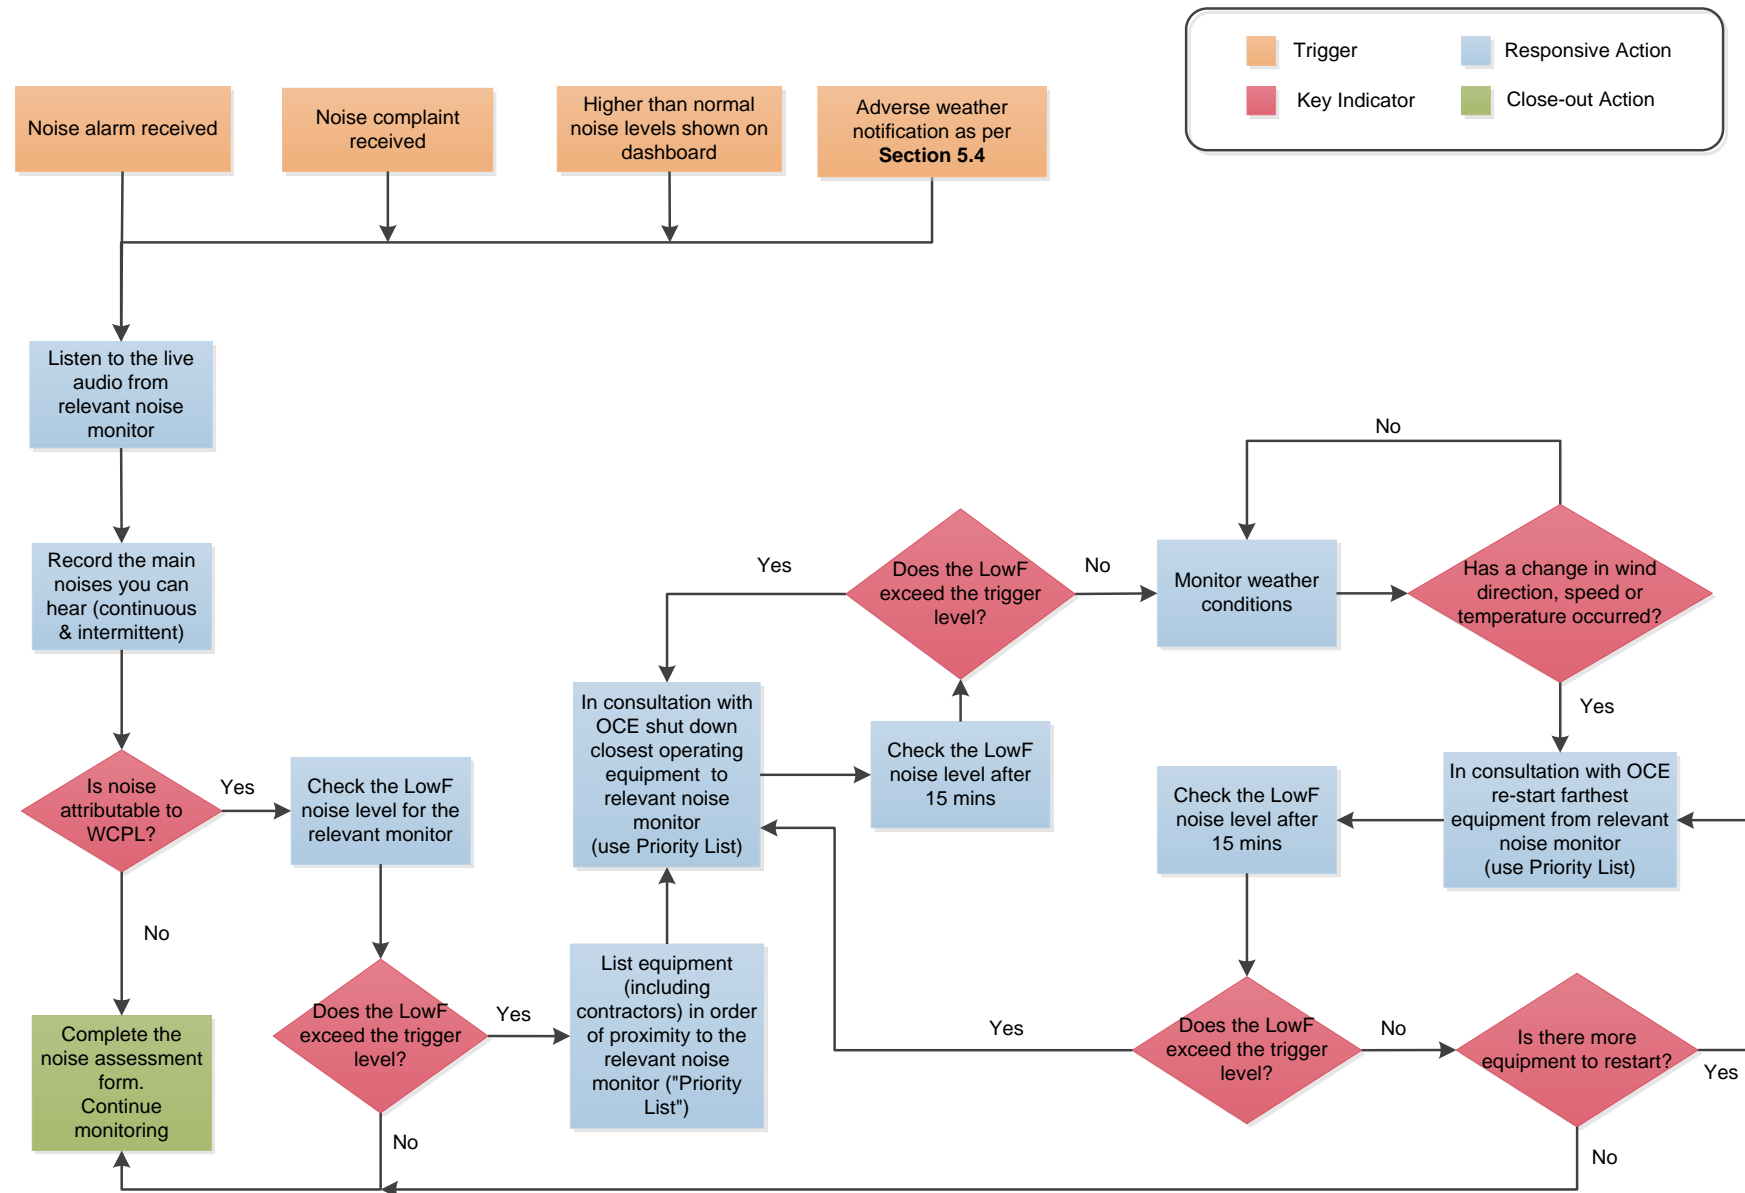 Trigger
Responsive Action
Key Indicator
Close-out Action
Noise alarm received
Noise complaint
received
Higher than normal
noise levels shown on
dashboard
Adverse weather
notification as per
Section 5.4
Listen to the live
audio from
relevant noise
monitor
Record the main
noises you can
hear (continuous
& intermittent)
Is noise
attributable to
WCPL?
Yes
No
Check the LowF
noise level for the
relevant monitor
Complete the
noise assessment
form.
Continue
monitoring
Does the LowF
exceed the trigger
level?
Yes
No
List equipment
(including
contractors) in order
of proximity to the
relevant noise
monitor ("Priority
List")
In consultation with
OCE shut down
closest operating
equipment to
relevant noise
monitor
(use Priority List)
Check the LowF
noise level after
15 mins
Does the LowF
exceed the trigger
level?
Yes
No
Monitor weather
conditions
Has a change in wind
direction, speed or
temperature occurred?
No
Yes
In consultation with OCE
re-start farthest
equipment from relevant
noise monitor
(use Priority List)
Check the LowF
noise level after
15 mins
Does the LowF
exceed the trigger
level?
Yes
No
Is there more
equipment to restart?
Yes
No